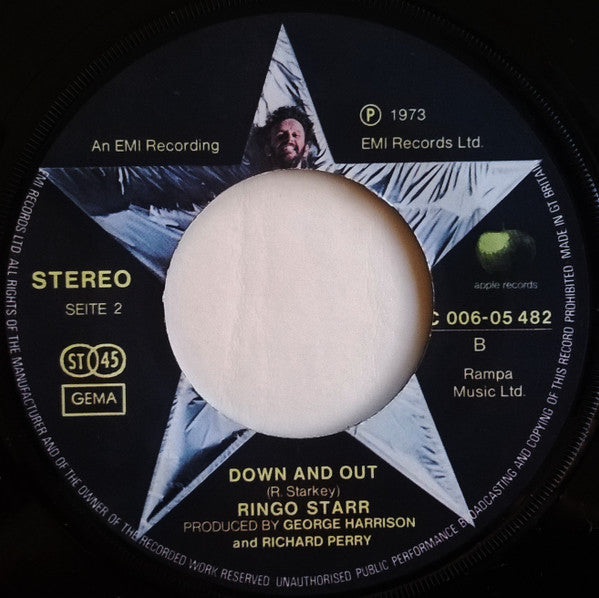 An EMI Recording
℗ 1973
EMI Records Ltd.
STEREO
SEITE 2
ST 45
GEMA
apple records
C 006-05 482
B
Rampa
Music Ltd.
DOWN AND OUT
(R. Starkey)
RINGO STARR
PRODUCED BY GEORGE HARRISON
and RICHARD PERRY
EMI RECORDS LTD ALL RIGHTS OF THE MANUFACTURER AND OF THE OWNER OF THE RECORDED WORK RESERVED UNAUTHORISED PUBLIC PERFORMANCE BROADCASTING AND COPYING OF THIS RECORD PROHIBITED MADE IN GT BRITAIN